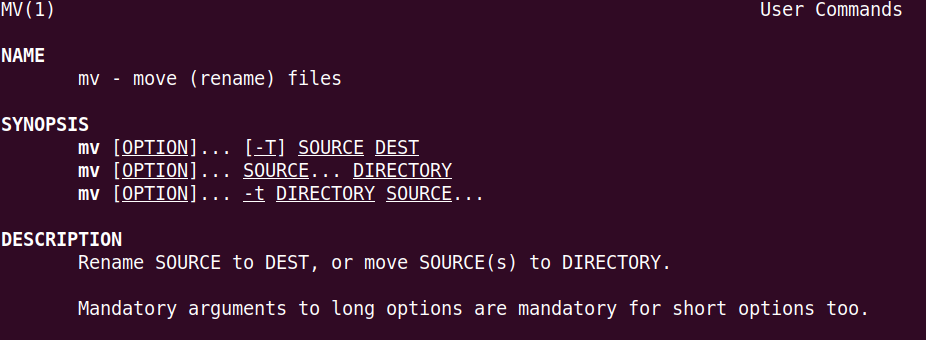 MV(1) User Commands
NAME
mv - move (rename) files
SYNOPSIS
mv [OPTION]... [-T] SOURCE DEST
mv [OPTION]... SOURCE... DIRECTORY
mv [OPTION]... -t DIRECTORY SOURCE...
DESCRIPTION
Rename SOURCE to DEST, or move SOURCE(s) to DIRECTORY.
Mandatory arguments to long options are mandatory for short options too.